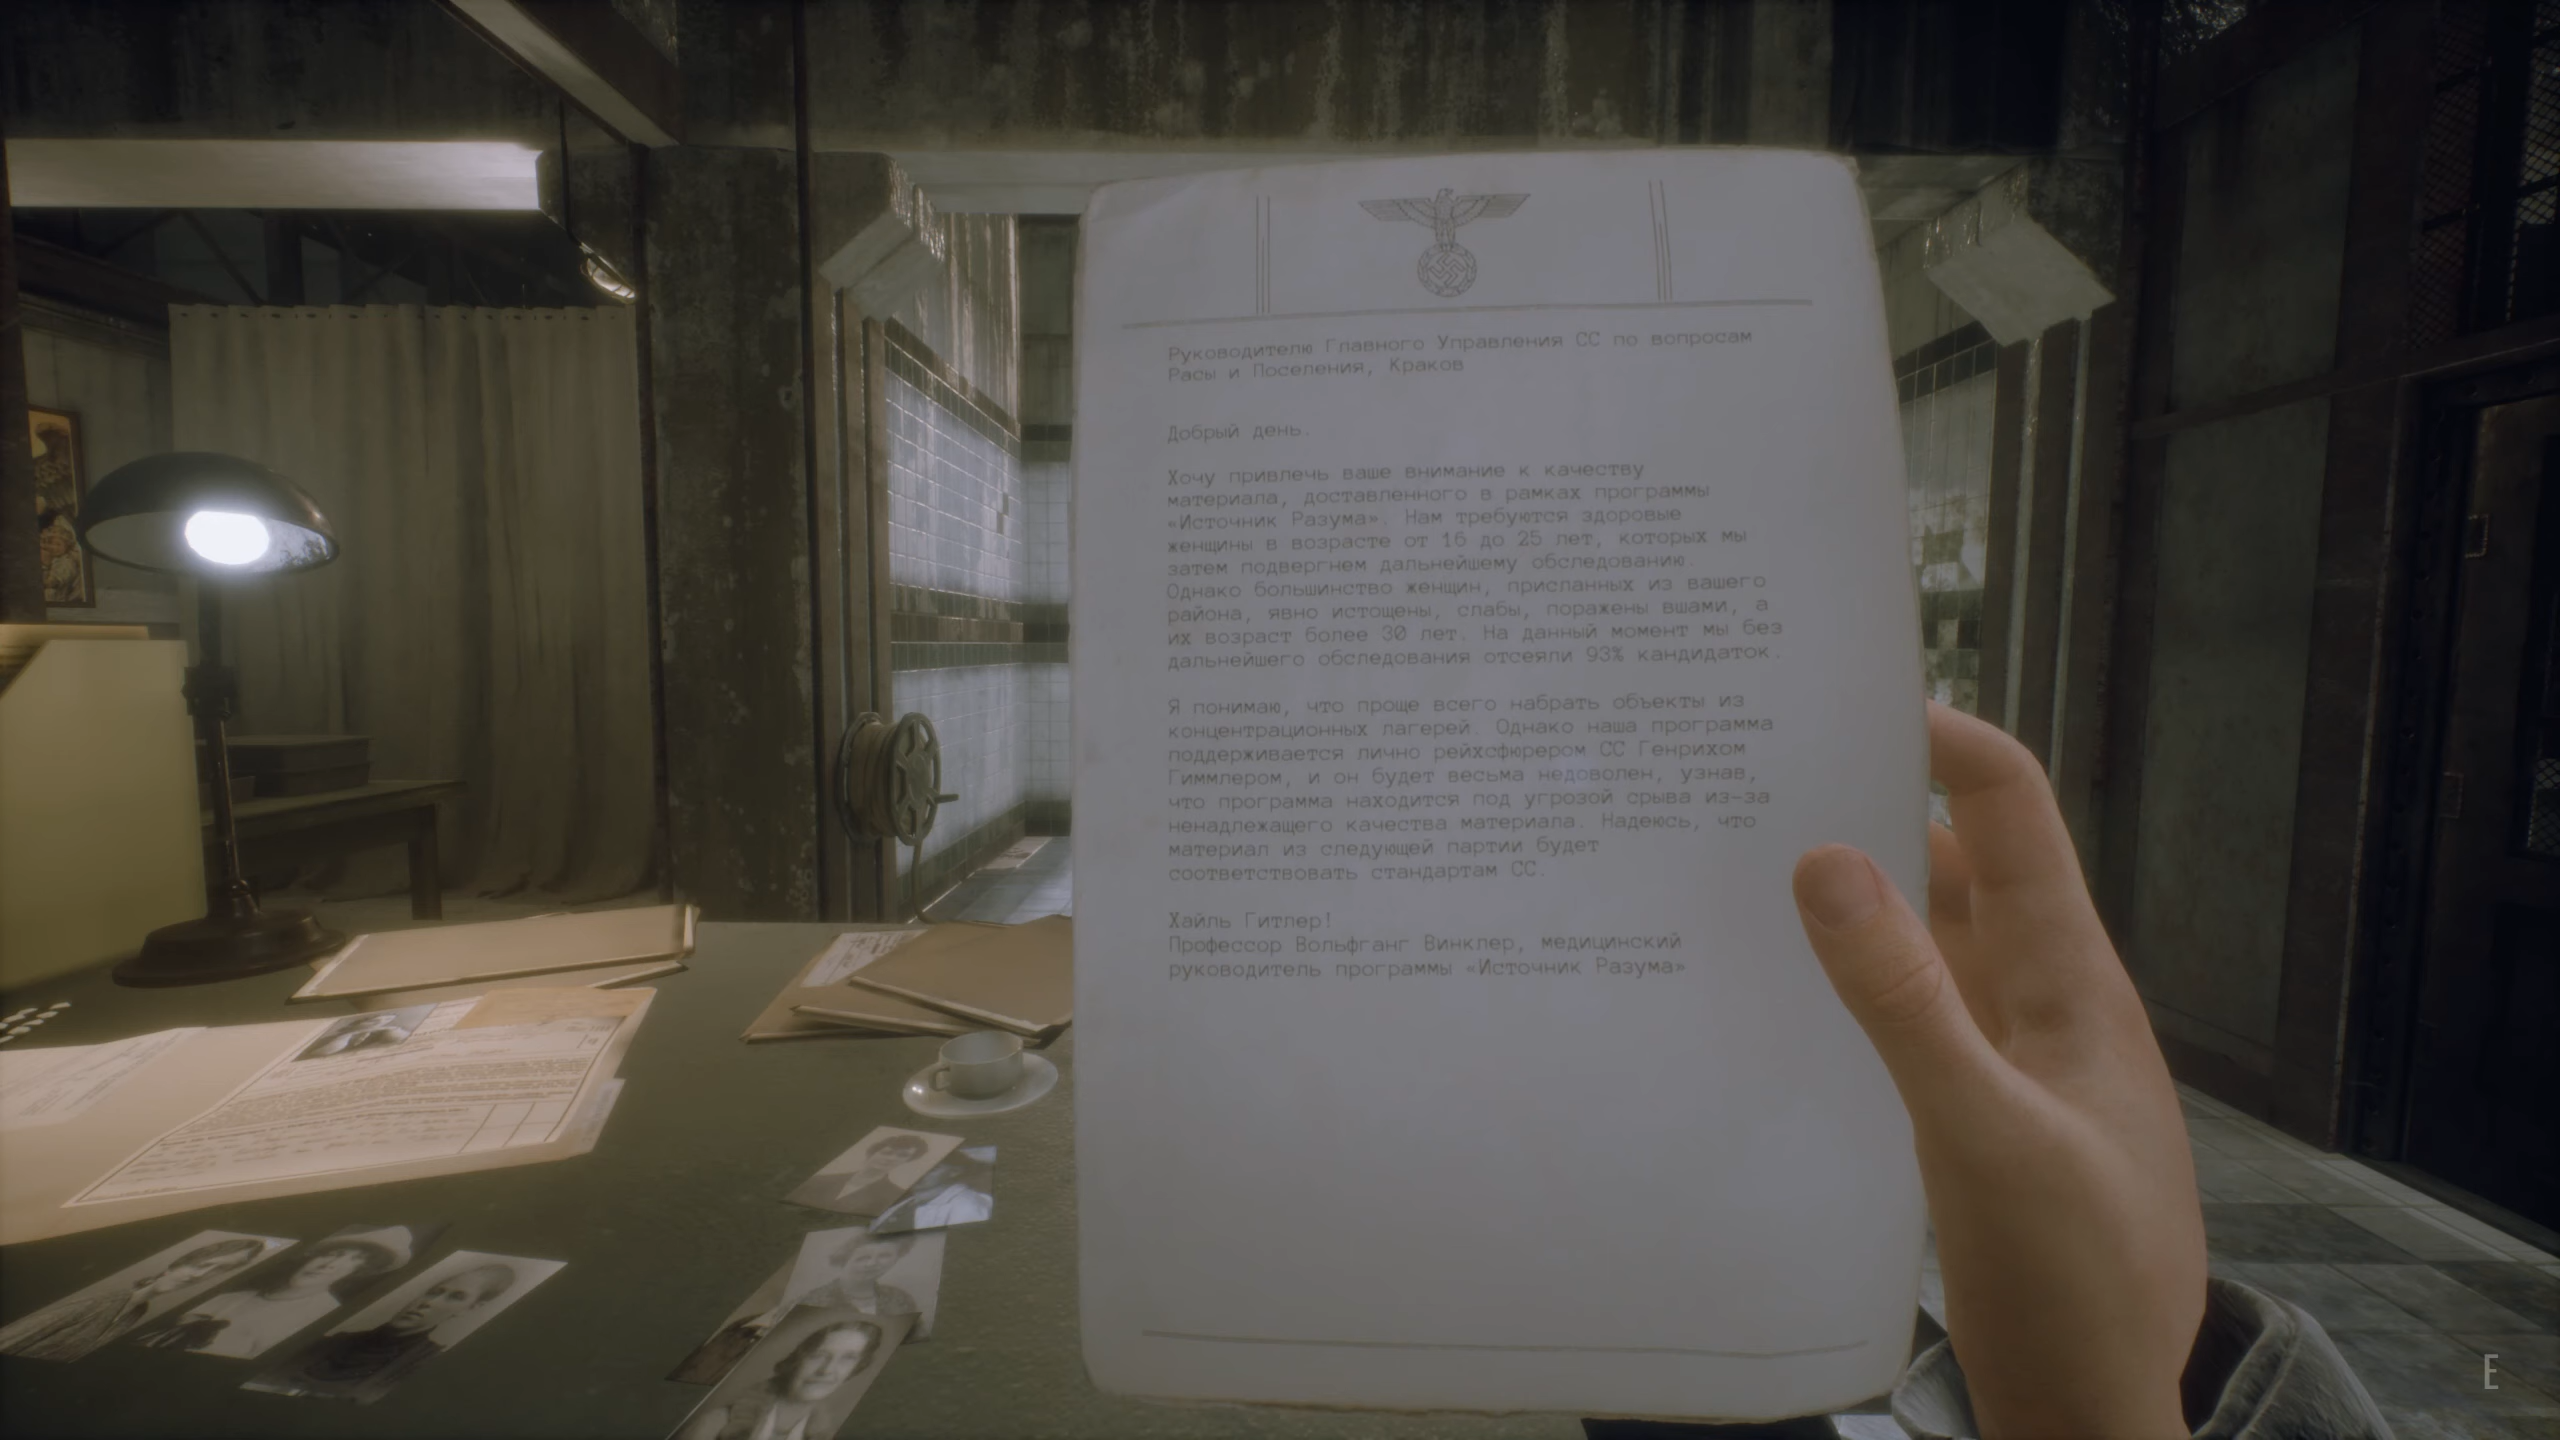 Руководителю Главного Управления СС по вопросам
Расы и Поселения, Краков
Добрый день.
Хочу привлечь ваше внимание к качеству
материала, доставленного в рамках программы
«Источник Разума». Нам требуются здоровые
женщины в возрасте от 16 до 25 лет, которых мы
затем подвергнем дальнейшему обследованию.
Однако большинство женщин, присланных из вашего
района, явно истощены, слабы, поражены вшами, а
их возраст более 30 лет. На данный момент мы без
дальнейшего обследования отсеяли 93% кандидаток.
Я понимаю, что проще всего набрать объекты из
концентрационных лагерей. Однако наша программа
поддерживается лично рейхсфюрером СС Генрихом
Гиммлером, и он будет весьма недоволен, узнав,
что программа находится под угрозой срыва из-за
ненадлежащего качества материала. Надеюсь, что
материал из следующей партии будет
соответствовать стандартам СС.
Хайль Гитлер!
Профессор Вольфганг Винклер, медицинский
руководитель программы «Источник Разума»
E